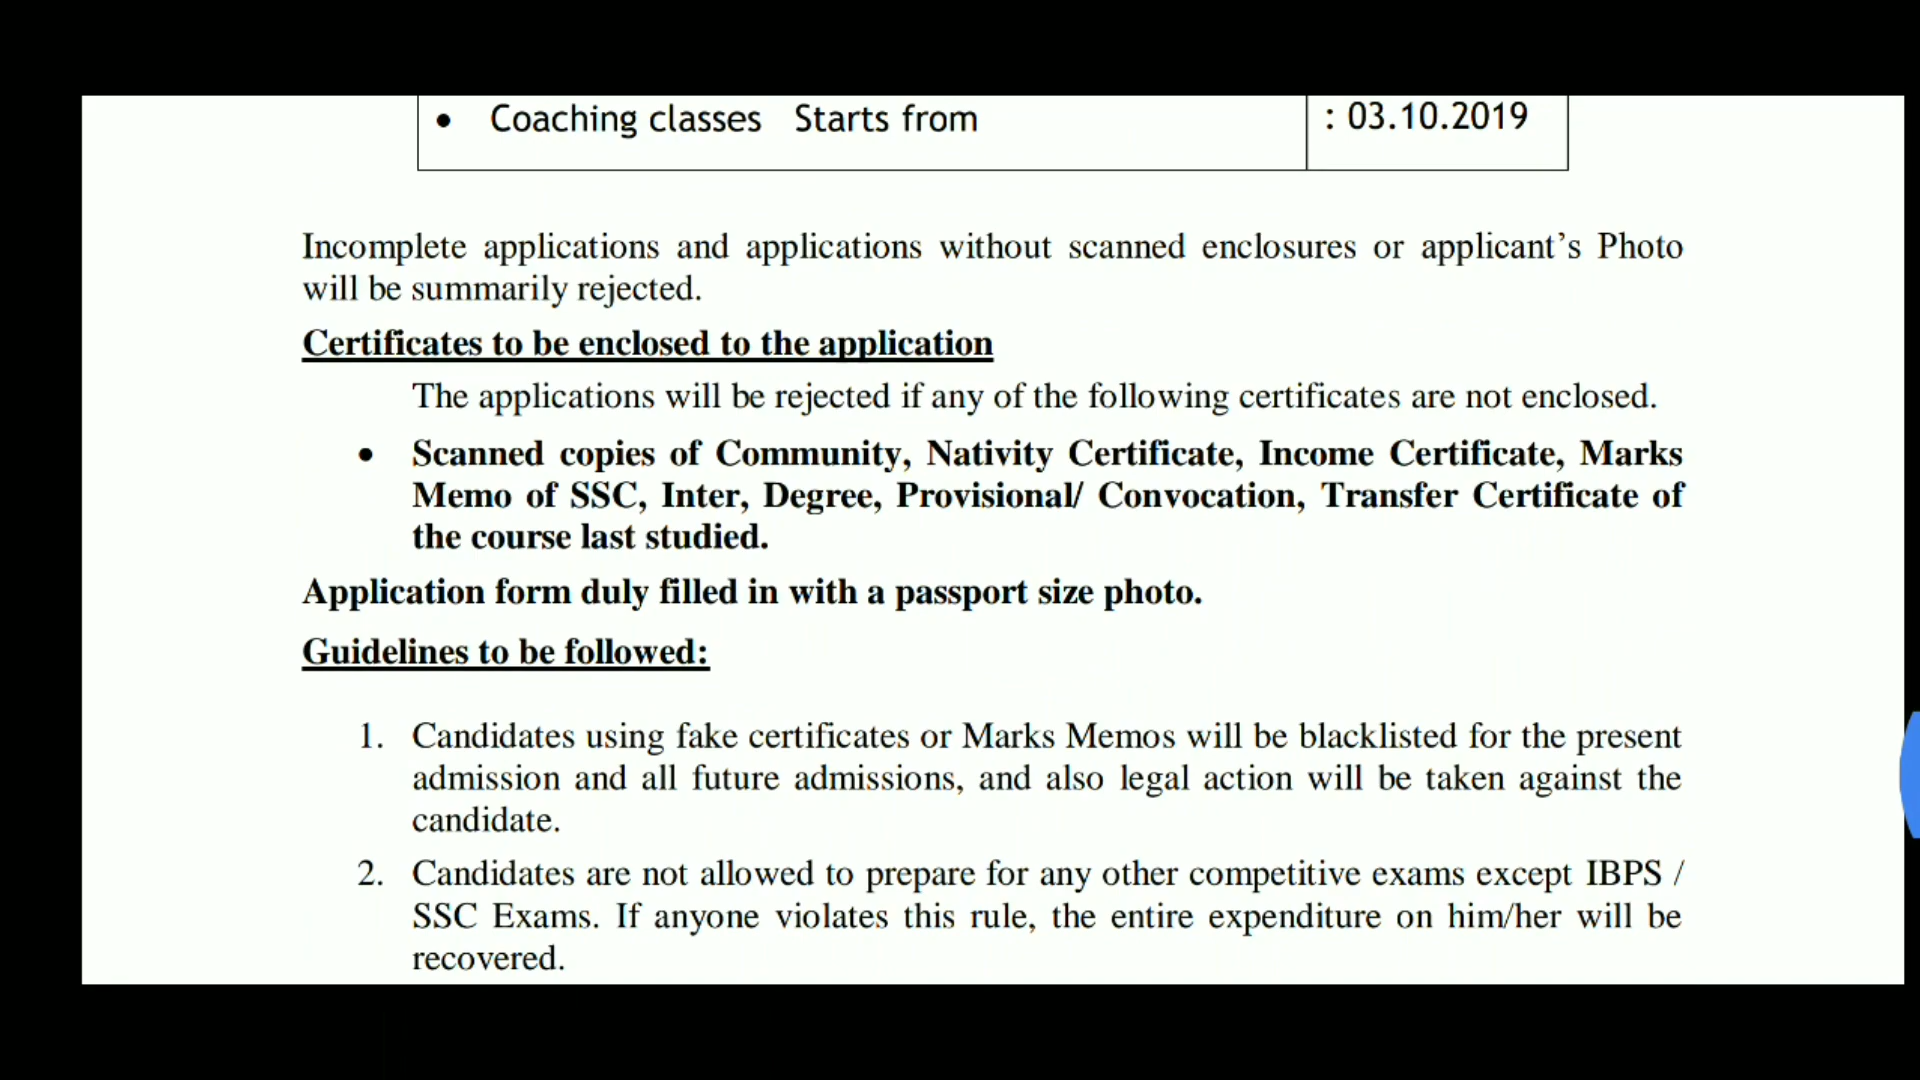 • Coaching classes Starts from : 03.10.2019
Incomplete applications and applications without scanned enclosures or applicant’s Photo
will be summarily rejected.
Certificates to be enclosed to the application
The applications will be rejected if any of the following certificates are not enclosed.
• Scanned copies of Community, Nativity Certificate, Income Certificate, Marks
Memo of SSC, Inter, Degree, Provisional/ Convocation, Transfer Certificate of
the course last studied.
Application form duly filled in with a passport size photo.
Guidelines to be followed:
1. Candidates using fake certificates or Marks Memos will be blacklisted for the present
admission and all future admissions, and also legal action will be taken against the
candidate.
2. Candidates are not allowed to prepare for any other competitive exams except IBPS /
SSC Exams. If anyone violates this rule, the entire expenditure on him/her will be
recovered.